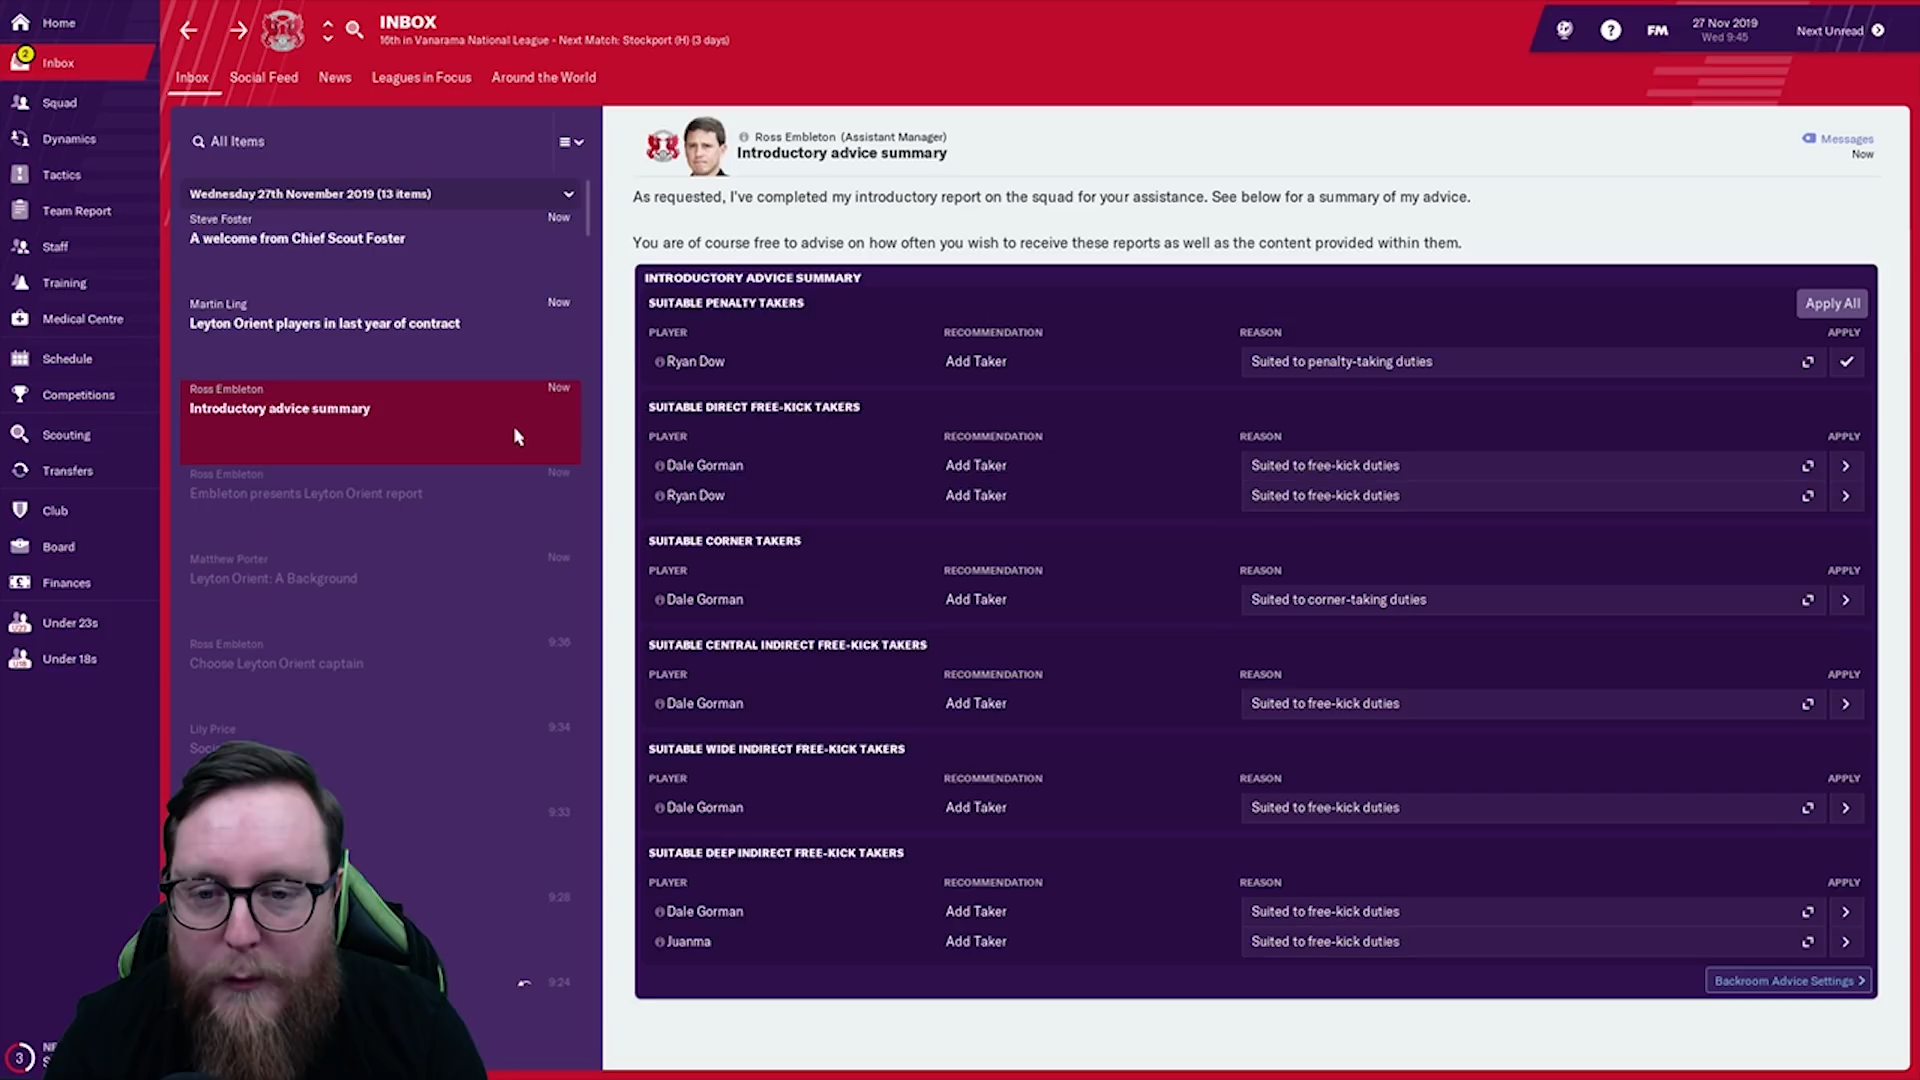 Home
2
Inbox
Squad
Dynamics
Tactics
Team Report
Staff
Training
Medical Centre
Schedule
Competitions
Scouting
Transfers
Club
Board
Finances
Under 23s
Under 18s
3
INBOX
16th in Vanarama National League - Next Match: Stockport (H) (3 days)
FM
27 Nov 2019
Wed 9:45
Next Unread
Inbox
Social Feed
News
Leagues in Focus
Around the World
All Items
Wednesday 27th November 2019 (13 items)
Steve Foster
Now
A welcome from Chief Scout Foster
Martin Ling
Now
Leyton Orient players in last year of contract
Ross Embleton
Now
Introductory advice summary
Ross Embleton
Now
Embleton presents Leyton Orient report
Matthew Porter
Now
Leyton Orient: A Background
Ross Embleton
9:36
Choose Leyton Orient captain
Lily Price
9:34
9:33
9:28
9:24
Ross Embleton (Assistant Manager)
Introductory advice summary
Messages
Now
As requested, I've completed my introductory report on the squad for your assistance. See below for a summary of my advice.
You are of course free to advise on how often you wish to receive these reports as well as the content provided within them.
INTRODUCTORY ADVICE SUMMARY
SUITABLE PENALTY TAKERS
Apply All
PLAYER RECOMMENDATION REASON APPLY
Ryan Dow Add Taker Suited to penalty-taking duties
SUITABLE DIRECT FREE-KICK TAKERS
PLAYER RECOMMENDATION REASON APPLY
Dale Gorman Add Taker Suited to free-kick duties
Ryan Dow Add Taker Suited to free-kick duties
SUITABLE CORNER TAKERS
PLAYER RECOMMENDATION REASON APPLY
Dale Gorman Add Taker Suited to corner-taking duties
SUITABLE CENTRAL INDIRECT FREE-KICK TAKERS
PLAYER RECOMMENDATION REASON APPLY
Dale Gorman Add Taker Suited to free-kick duties
SUITABLE WIDE INDIRECT FREE-KICK TAKERS
PLAYER RECOMMENDATION REASON APPLY
Dale Gorman Add Taker Suited to free-kick duties
SUITABLE DEEP INDIRECT FREE-KICK TAKERS
PLAYER RECOMMENDATION REASON APPLY
Dale Gorman Add Taker Suited to free-kick duties
Juanma Add Taker Suited to free-kick duties
Backroom Advice Settings